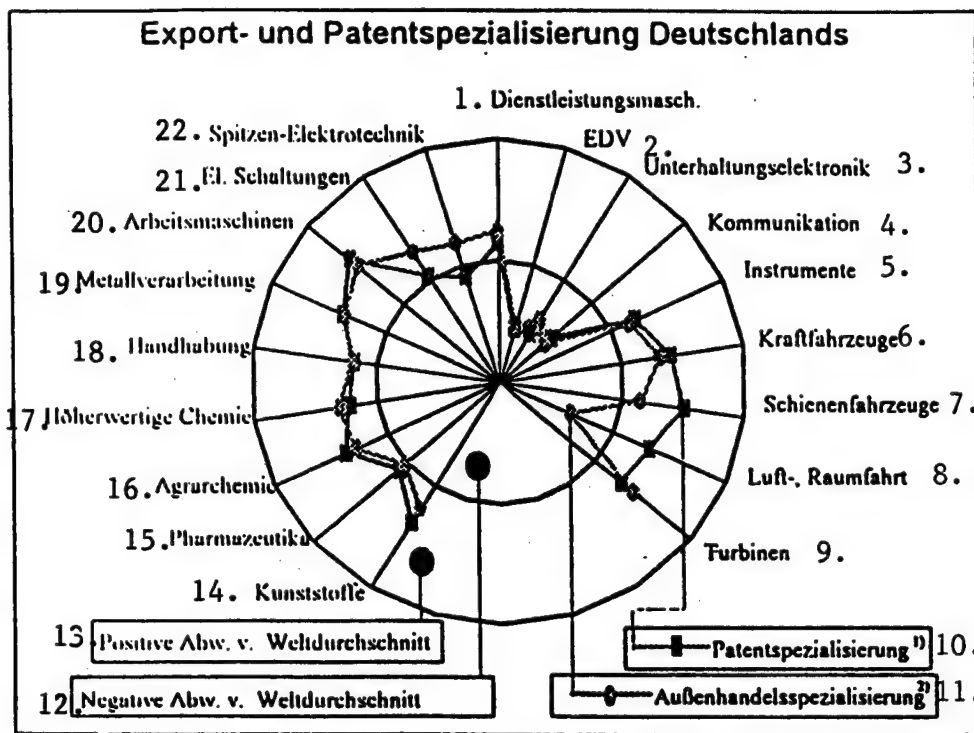 Export- und Patentspezialisierung Deutschlands
1. Dienstleistungsmasch.
EDV 2.
Unterhaltungselektronik 3.
Kommunikation 4.
Instrumente 5.
Kraftfahrzeuge 6.
Schienenfahrzeuge 7.
Luft-, Raumfahrt 8.
Turbinen 9.
22. Spitzen-Elektrotechnik
21. El. Schaltungen
20. Arbeitsmaschinen
19. Metallverarbeitung
18. Handhabung
17. Höherwertige Chemie
16. Agrarchemie
15. Pharmazeutika
14. Kunststoffe
13. Positive Abw. v. Weltdurchschnitt
12. Negative Abw. v. Weltdurchschnitt
Patentspezialisierung 1) 10.
Außenhandelsspezialisierung 2) 11.